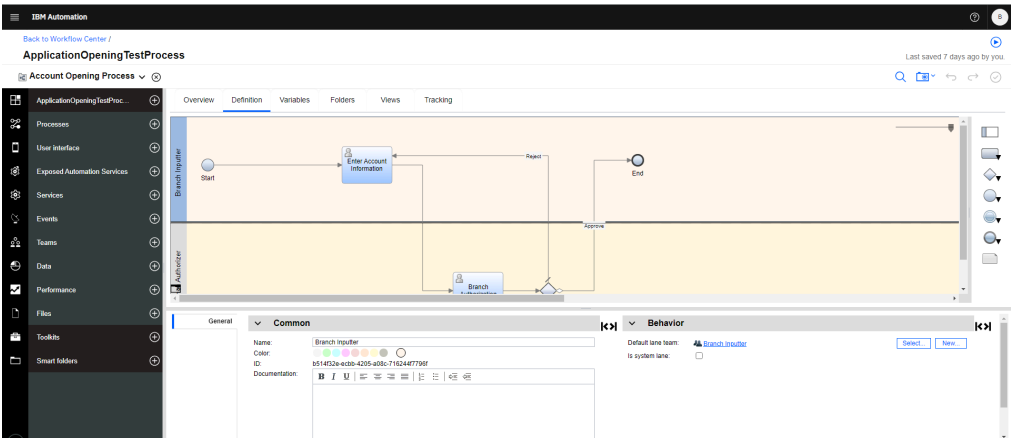 IBM Automation
B
Back to Workflow Center /
ApplicationOpeningTestProcess
Last saved 7 days ago by you.
Account Opening Process
ApplicationOpeningTestProc...
Processes
User interface
Exposed Automation Services
Services
Events
Teams
Data
Performance
Files
Toolkits
Smart folders
Overview Definition Variables Folders Views Tracking
Branch Inputter
Start
Enter Account
Information
Reject
End
Approve
Authorizer
Branch
General
Common
Name: Branch Inputter
Color:
ID: b514f32e-ecbb-4205-a08c-716244f7796f
Documentation:
B I U
Behavior
Default lane team: Branch Inputter Select... New...
Is system lane: